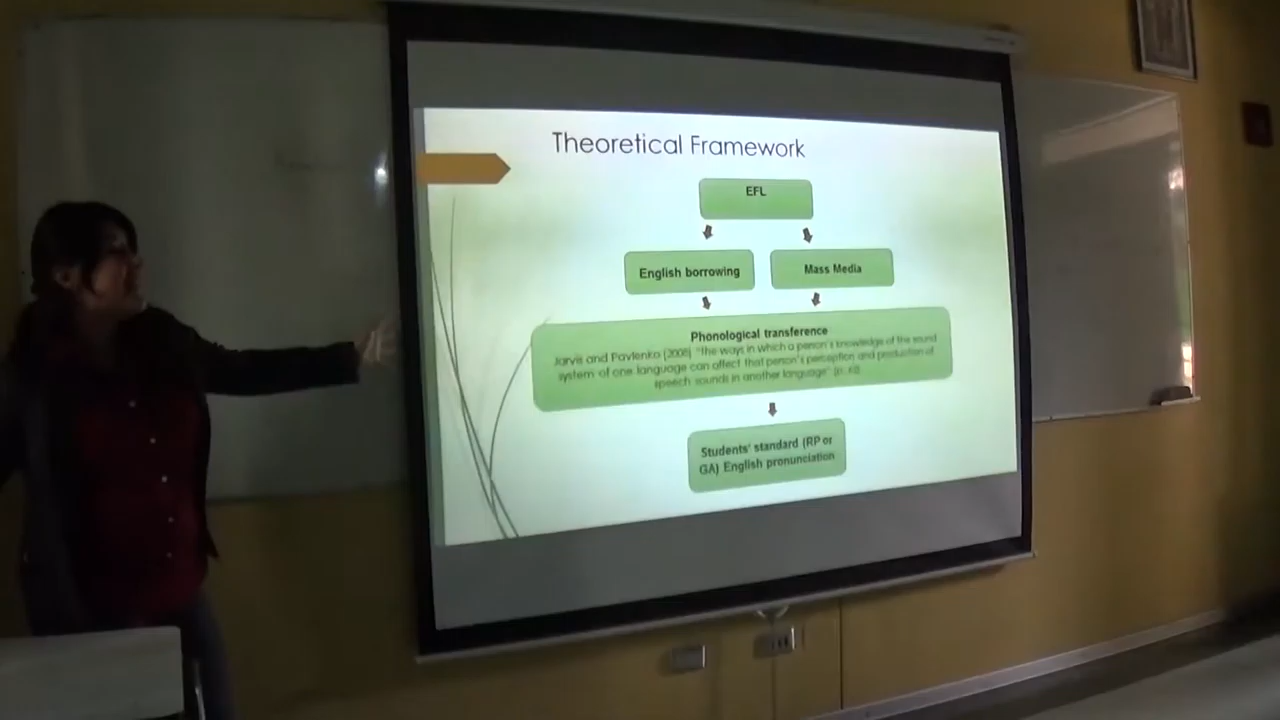 Theoretical Framework
EFL
English borrowing
Mass Media
Phonological transference
Jarvis and Pavlenko (2008) "The ways in which a person's knowledge of the sound
system of one language can affect that person's perception and production of
speech sounds in another language"
Students' standard (RP or
GA) English pronunciation